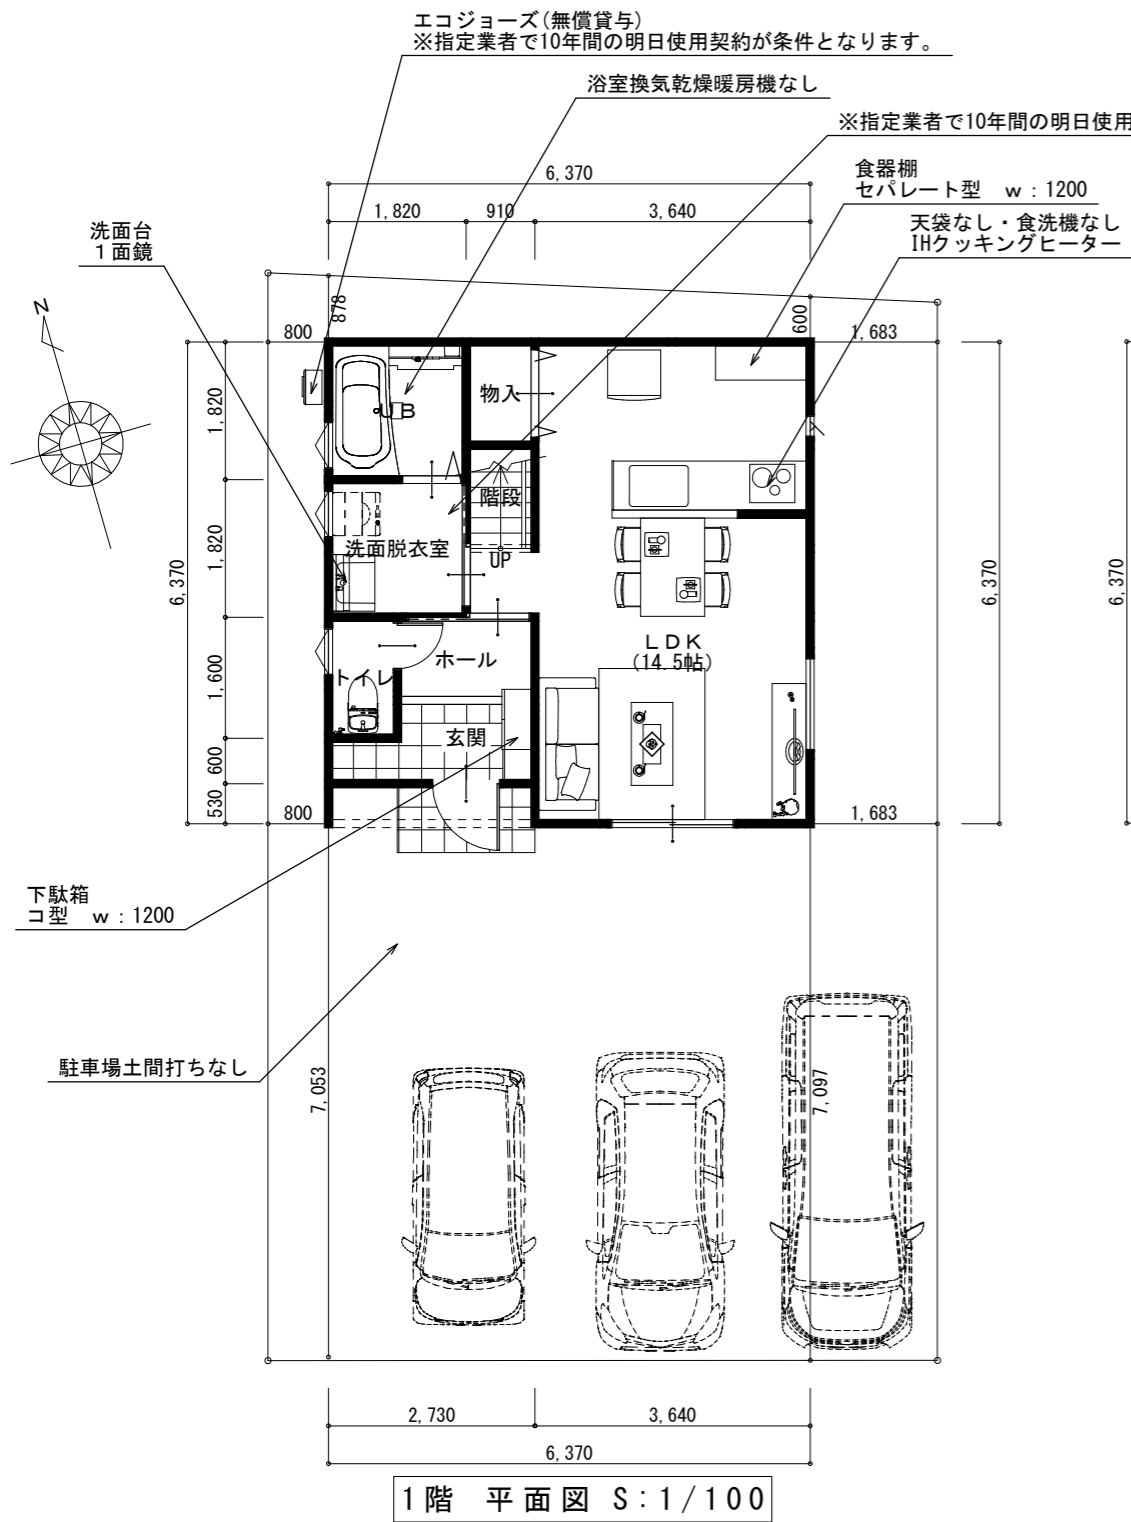 エコジョーズ(無償貸与)
※指定業者で10年間の明日使用契約が条件となります。
浴室換気乾燥暖房機なし
※指定業者で10年間の明日使用
食器棚
セパレート型 w:1200
天袋なし・食洗機なし
IHクッキングヒーター
洗面台
1面鏡
6,370
1,820
910
3,640
N
878
600
800
1,683
1,820
1,820
1,600
600
530
6,370
6,370
6,370
UB
物入
階段
UP
洗面脱衣室
LDK
(14.5帖)
ホール
トイレ
玄関
800
1,683
下駄箱
コ型 w:1200
駐車場土間打ちなし
7,053
7,097
2,730
3,640
6,370
1階 平面図 S:1/100